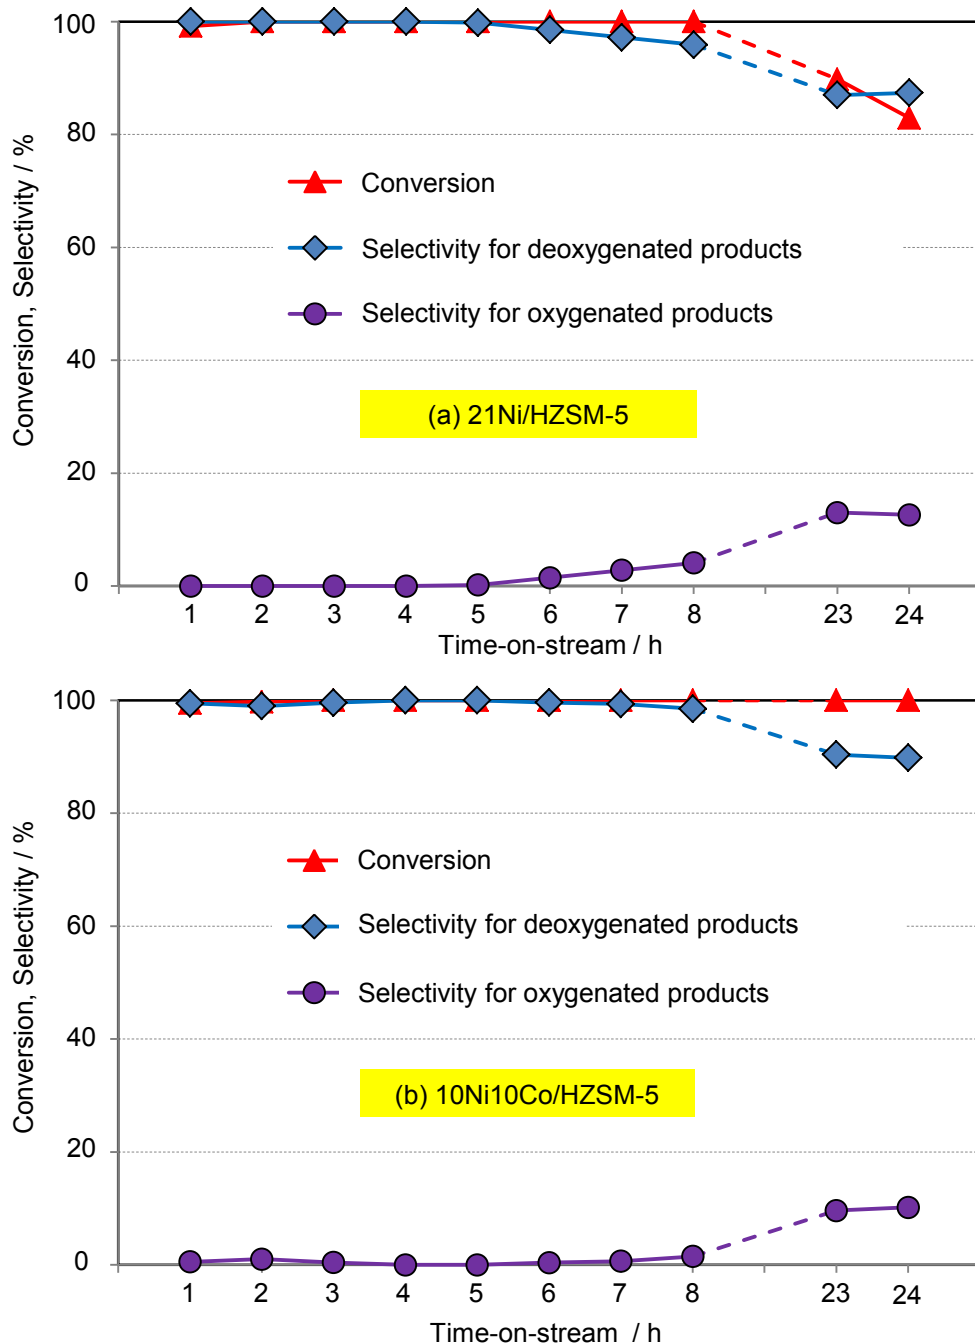 Conversion, Selectivity / %
100
80
60
40
20
0
Conversion
Selectivity for deoxygenated products
Selectivity for oxygenated products
(a) 21Ni/HZSM-5
1 2 3 4 5 6 7 8 23 24
Time-on-stream / h
Conversion, Selectivity / %
100
80
60
40
20
0
Conversion
Selectivity for deoxygenated products
Selectivity for oxygenated products
(b) 10Ni10Co/HZSM-5
1 2 3 4 5 6 7 8 23 24
Time-on-stream / h